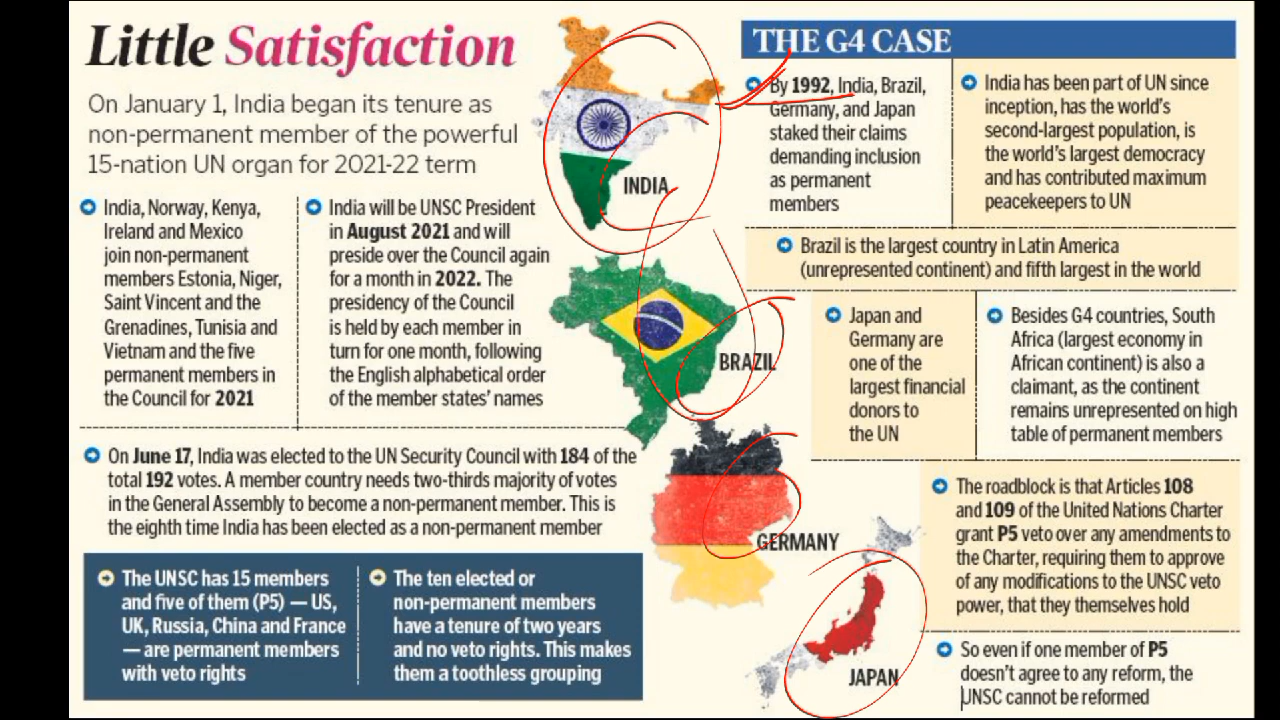 Little Satisfaction
On January 1, India began its tenure as
non-permanent member of the powerful
15-nation UN organ for 2021-22 term
India, Norway, Kenya,
Ireland and Mexico
join non-permanent
members Estonia, Niger,
Saint Vincent and the
Grenadines, Tunisia and
Vietnam and the five
permanent members in
the Council for 2021
India will be UNSC President
in August 2021 and will
preside over the Council again
for a month in 2022. The
presidency of the Council
is held by each member in
turn for one month, following
the English alphabetical order
of the member states' names
On June 17, India was elected to the UN Security Council with 184 of the
total 192 votes. A member country needs two-thirds majority of votes
in the General Assembly to become a non-permanent member. This is
the eighth time India has been elected as a non-permanent member
The UNSC has 15 members
and five of them (P5) — US,
UK, Russia, China and France
— are permanent members
with veto rights
The ten elected or
non-permanent members
have a tenure of two years
and no veto rights. This makes
them a toothless grouping
INDIA
BRAZIL
GERMANY
JAPAN
THE G4 CASE
By 1992, India, Brazil,
Germany, and Japan
staked their claims
demanding inclusion
as permanent
members
India has been part of UN since
inception, has the world's
second-largest population, is
the world's largest democracy
and has contributed maximum
peacekeepers to UN
Brazil is the largest country in Latin America
(unrepresented continent) and fifth largest in the world
Japan and
Germany are
one of the
largest financial
donors to
the UN
Besides G4 countries, South
Africa (largest economy in
African continent) is also a
claimant, as the continent
remains unrepresented on high
table of permanent members
The roadblock is that Articles 108
and 109 of the United Nations Charter
grant P5 veto over any amendments to
the Charter, requiring them to approve
of any modifications to the UNSC veto
power, that they themselves hold
So even if one member of P5
doesn't agree to any reform, the
UNSC cannot be reformed